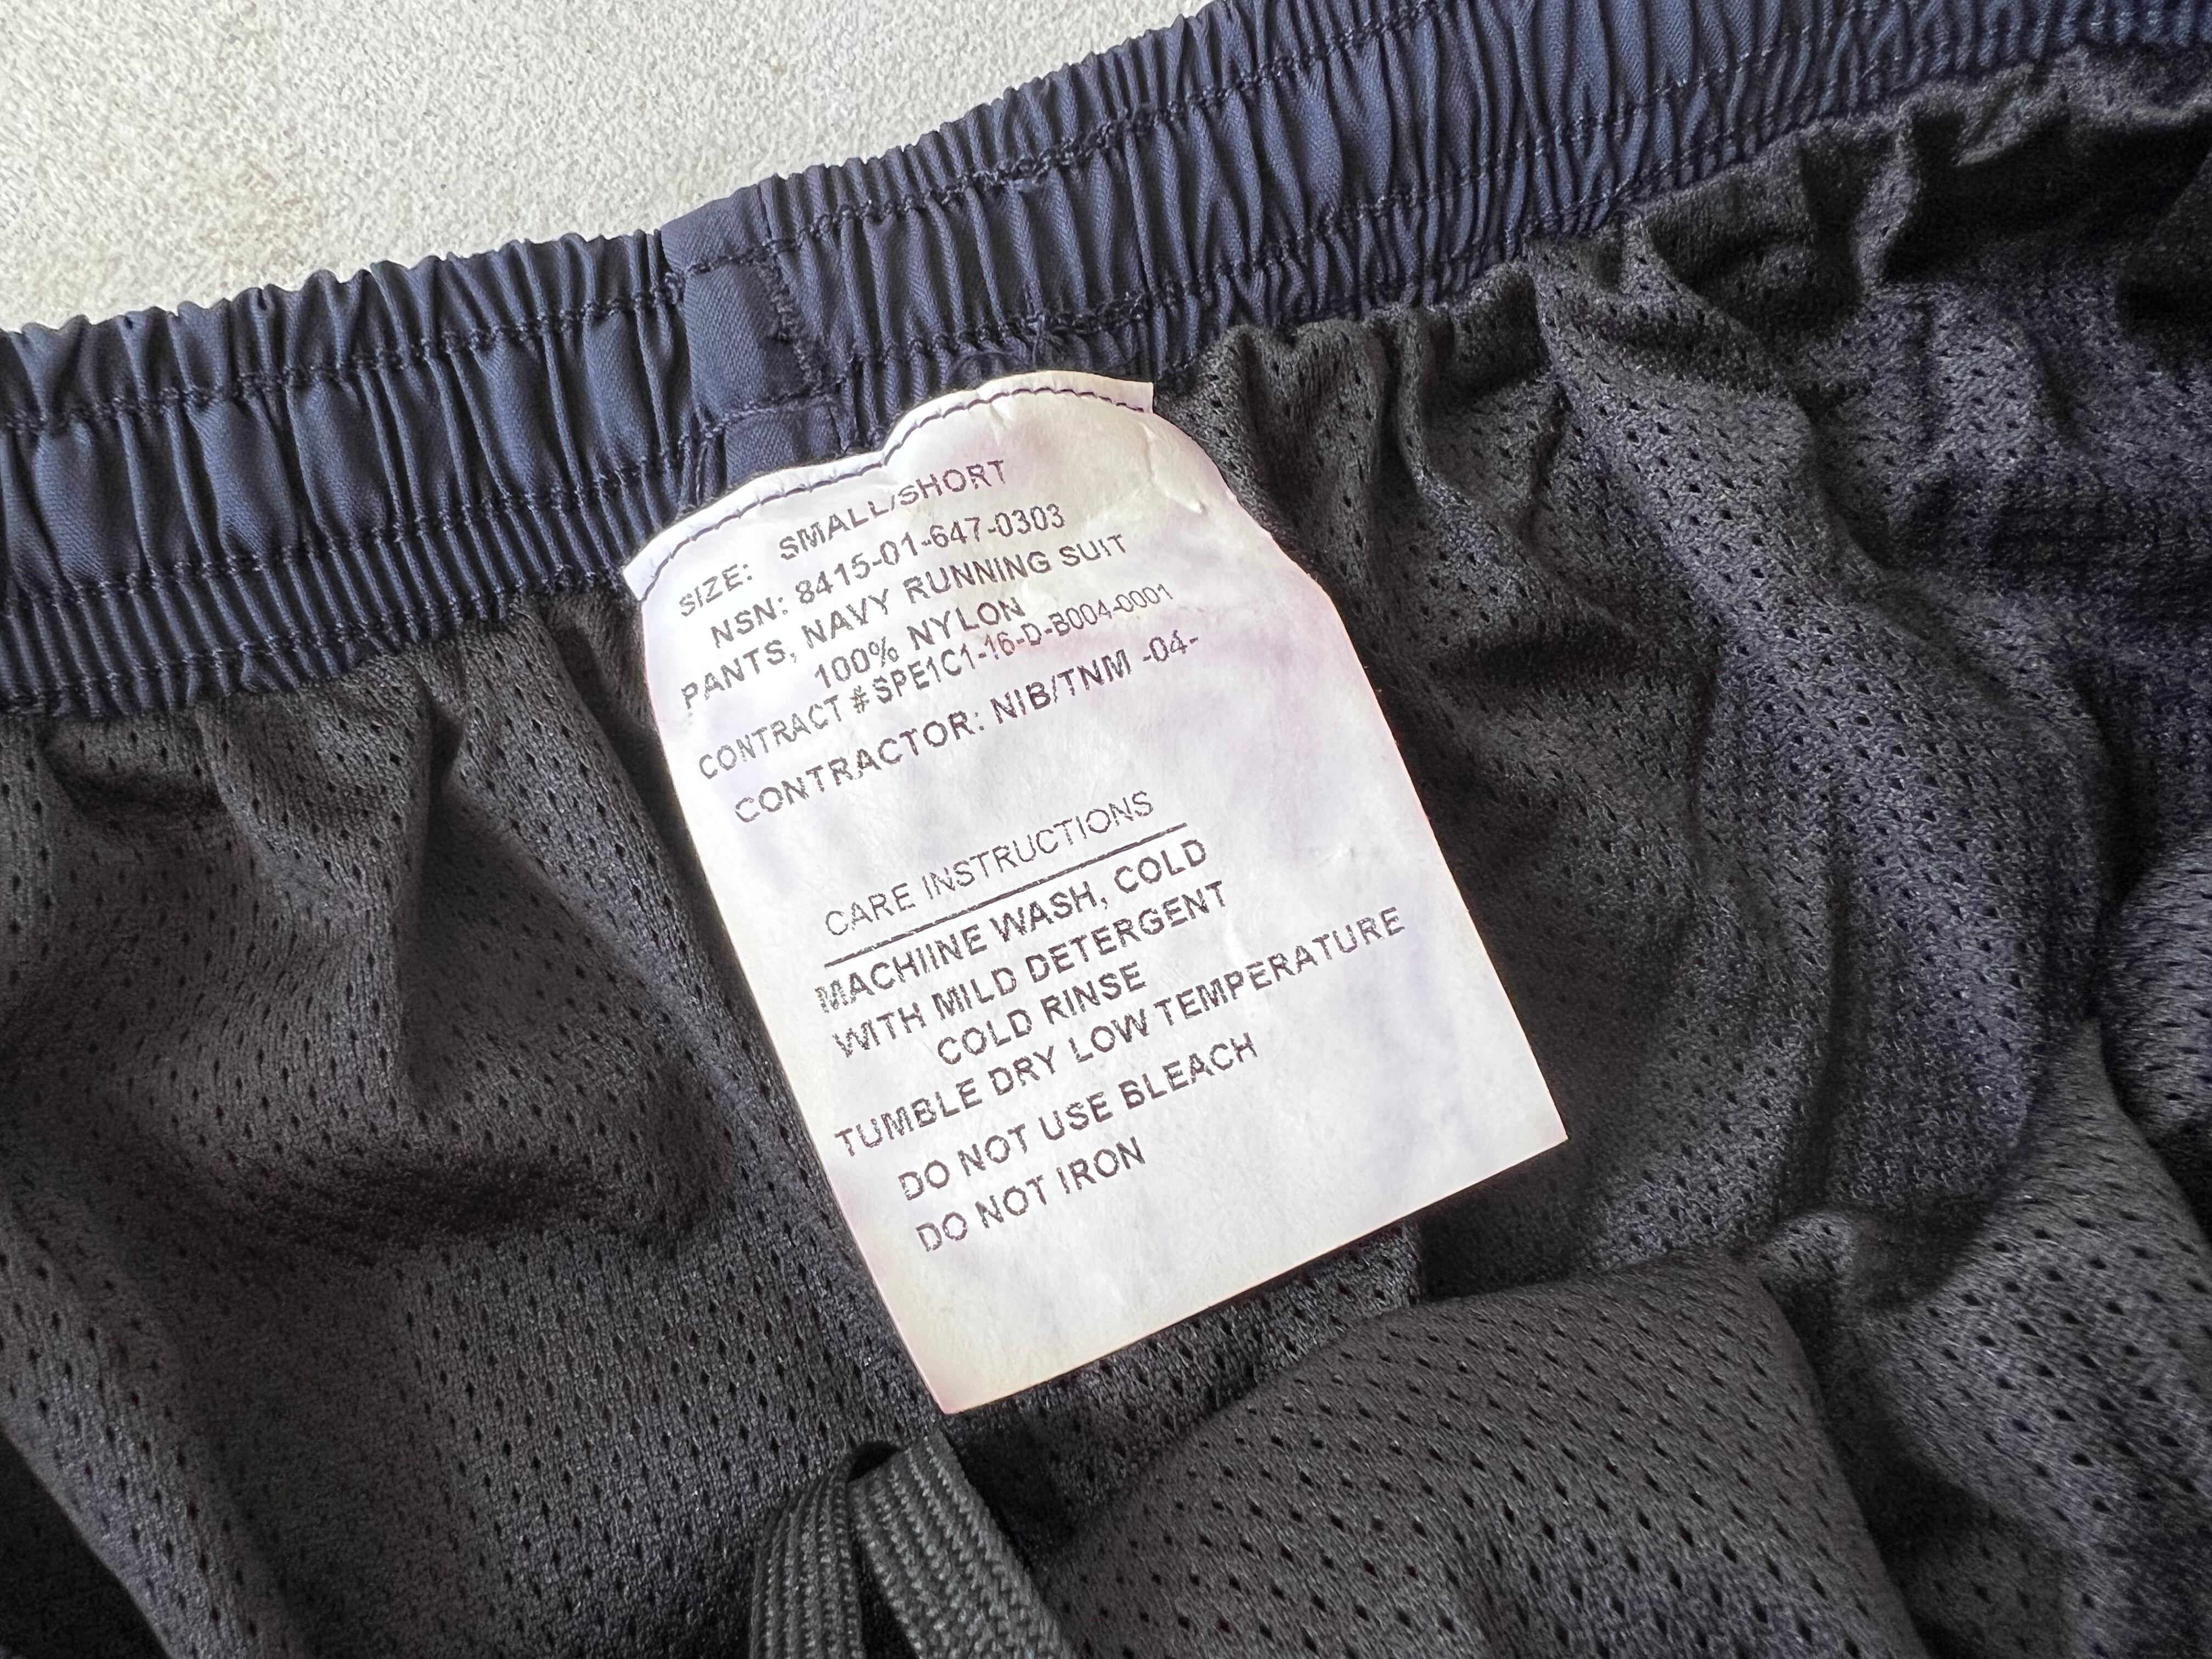 SIZE: SMALL/SHORT
NSN: 8415-01-647-0303
PANTS, NAVY RUNNING SUIT
100% NYLON
CONTRACT # SPE1C1-16-D-B004-0001
CONTRACTOR: NIB/TNM -04-
CARE INSTRUCTIONS
MACHIINE WASH, COLD
WITH MILD DETERGENT
COLD RINSE
TUMBLE DRY LOW TEMPERATURE
DO NOT USE BLEACH
DO NOT IRON